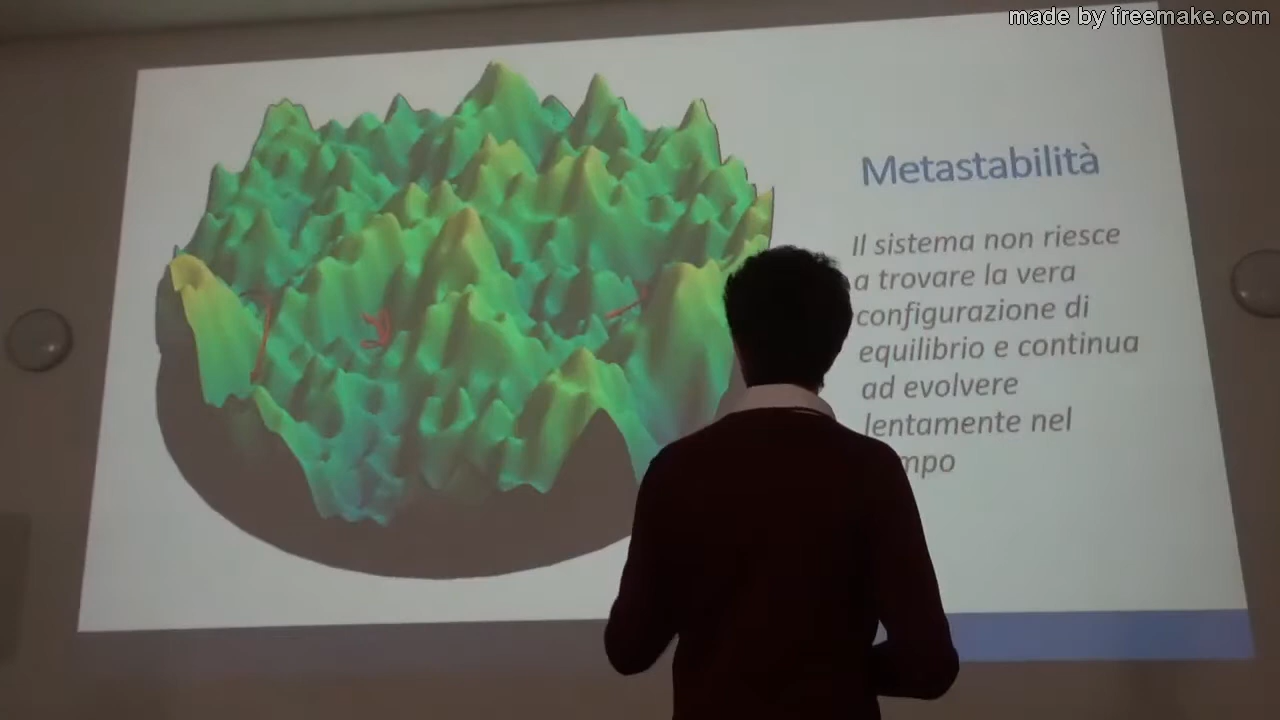 made by freemake.com
Metastabilità
Il sistema non riesce
a trovare la vera
configurazione di
equilibrio e continua
ad evolvere
lentamente nel
mpo